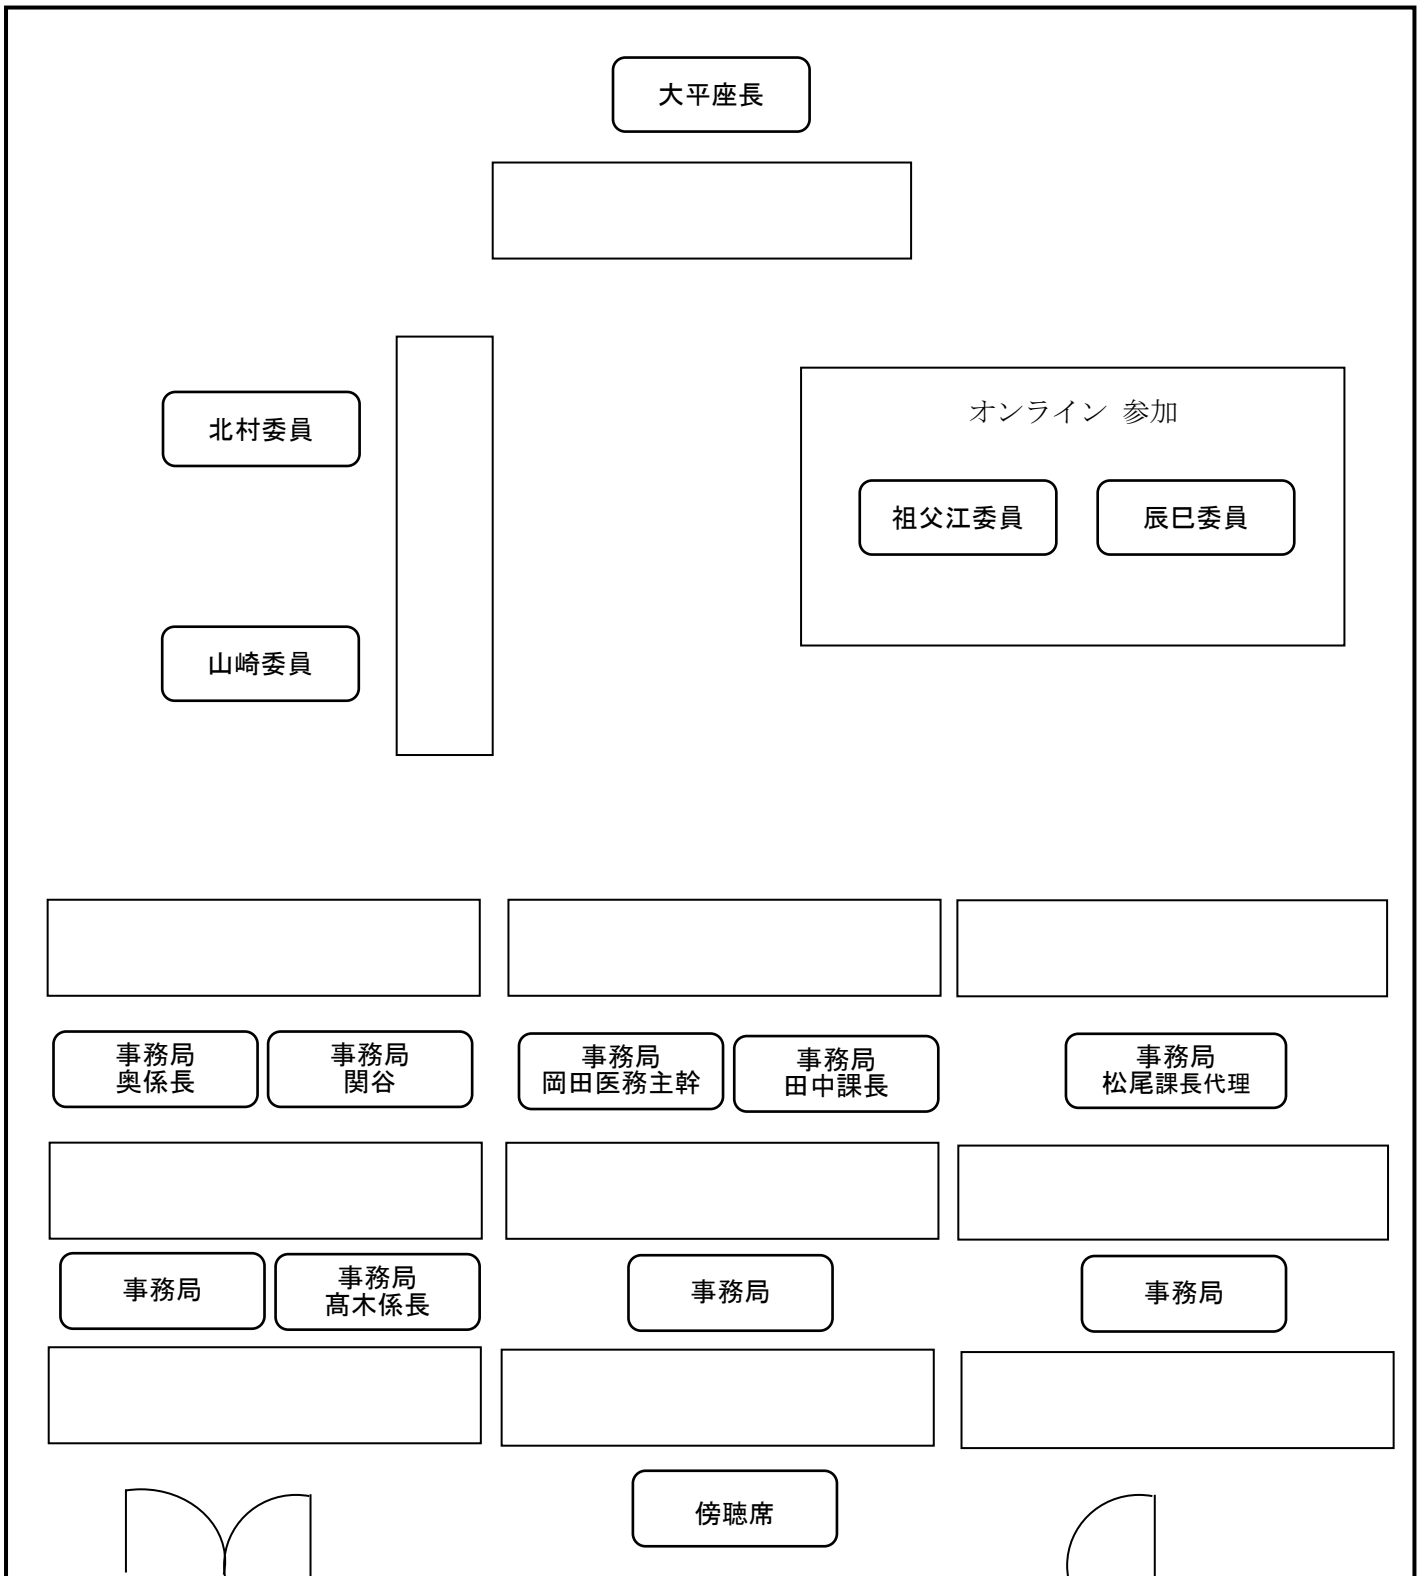 大平座長
北村委員
オンライン 参加
祖父江委員
辰巳委員
山崎委員
事務局
奥係長
事務局
関谷
事務局
岡田医務主幹
事務局
田中課長
事務局
松尾課長代理
事務局
事務局
髙木係長
事務局
事務局
傍聴席